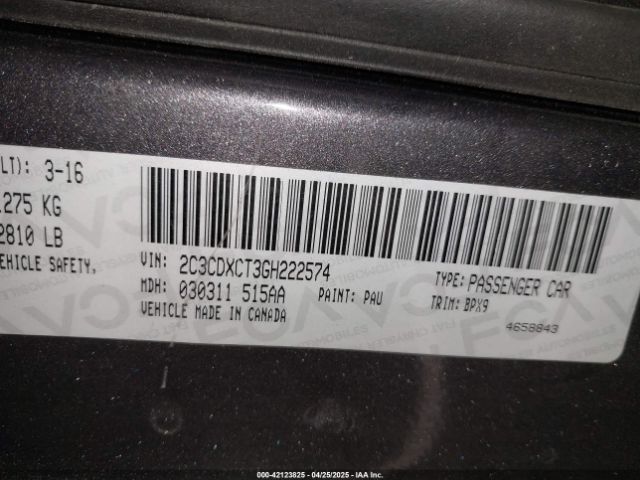 LT): 3-16
275 KG
2810 LB
VEHICLE SAFETY,
VIN: 2C3CDXCT3GH222574
MDH: 030311 515AA PAINT: PAU
VEHICLE MADE IN CANADA
TYPE: PASSENGER CAR
TRIM: BPX9
4658843
000-42123825 - 04/25/2025 - IAA Inc.